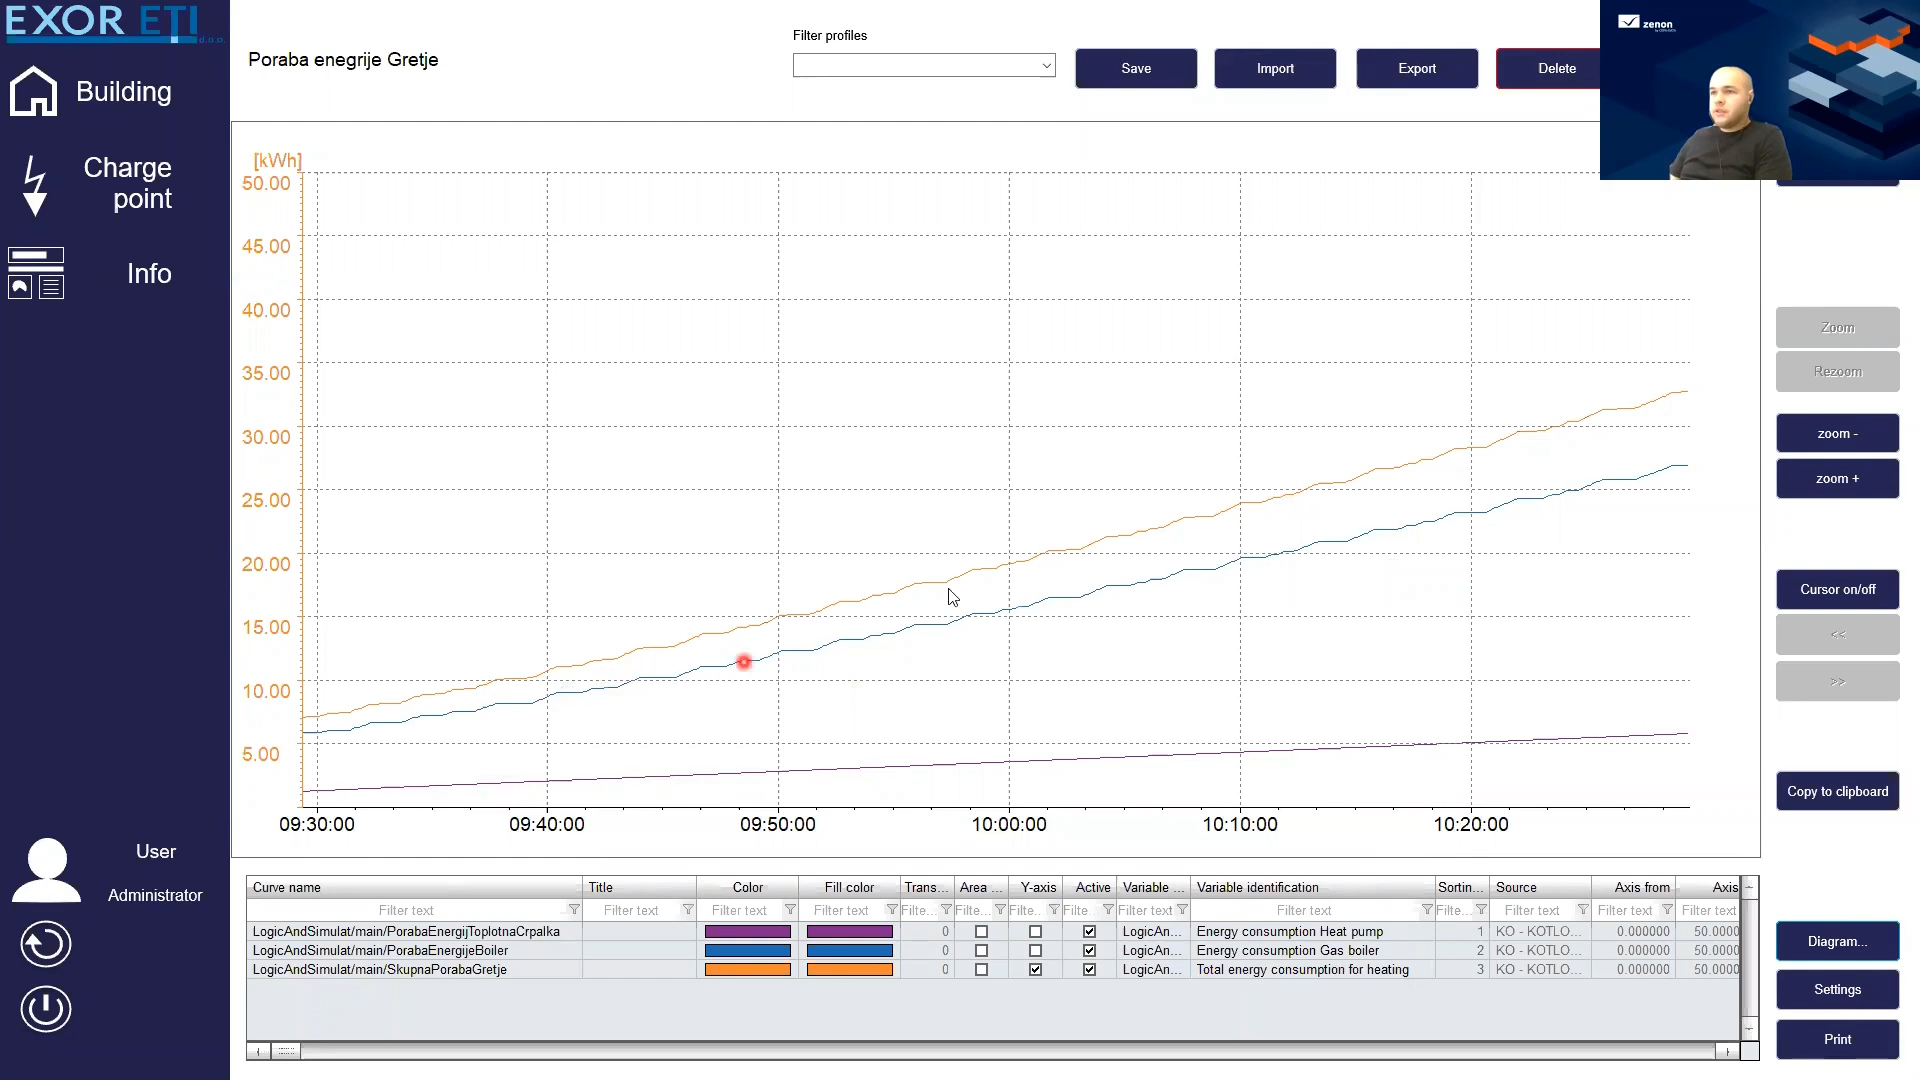 EXOR ETI
d.o.o.
Building
Charge
point
Info
User
Administrator
Poraba enegrije Gretje
Filter profiles
Save
Import
Export
Delete
zenon
[kWh]
50.00
45.00
40.00
35.00
30.00
25.00
20.00
15.00
10.00
5.00
09:30:00 09:40:00 09:50:00 10:00:00 10:10:00 10:20:00
Zoom
Rezoom
zoom -
zoom +
Cursor on/off
<<
>>
Copy to clipboard
Diagram...
Settings
Print
Curve name Title Color Fill color Trans... Area ... Y-axis Active Variable ... Variable identification Sortin... Source Axis from Axis
Filter text Filter text Filter text Filter text Filte... Filte... Filte... Filte Filter text Filter text Filte... Filter text Filter text Filter text
LogicAndSimulat/main/PorabaEnergijToplotnaCrpalka 0 LogicAn... Energy consumption Heat pump 1 KO - KOTLO... 0.000000 50.0000
LogicAndSimulat/main/PorabaEnergijeBoiler 0 LogicAn... Energy consumption Gas boiler 2 KO - KOTLO... 0.000000 50.0000
LogicAndSimulat/main/SkupnaPorabaGretje 0 LogicAn... Total energy consumption for heating 3 KO - KOTLO... 0.000000 50.0000